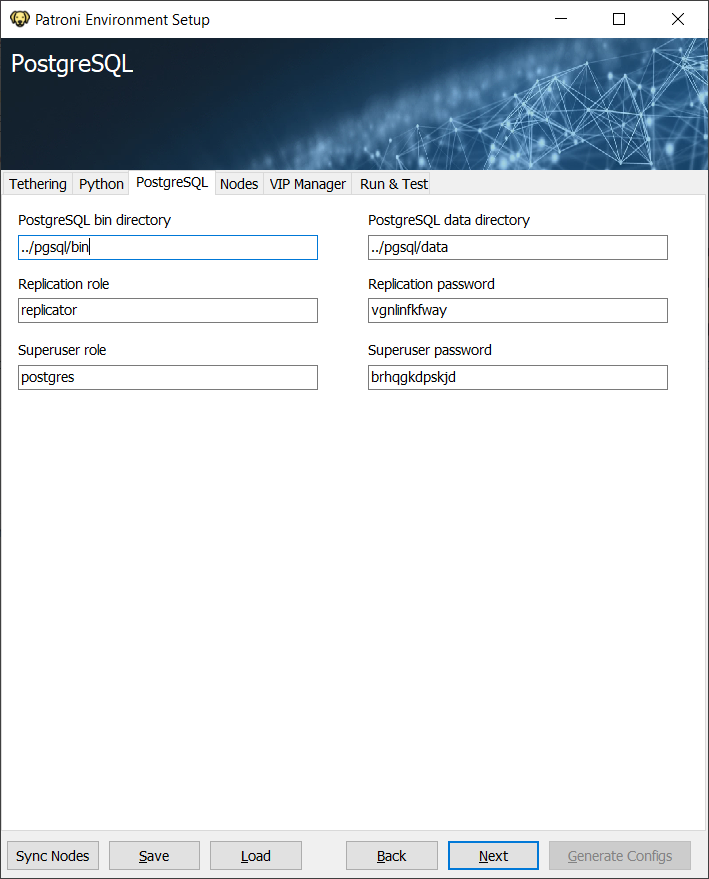 Patroni Environment Setup
PostgreSQL
Tethering Python PostgreSQL Nodes VIP Manager Run & Test
PostgreSQL bin directory PostgreSQL data directory
../pgsql/bin ../pgsql/data
Replication role Replication password
replicator vgnlinfkfway
Superuser role Superuser password
postgres brhqgkdpskjd
Sync Nodes Save Load Back Next Generate Configs